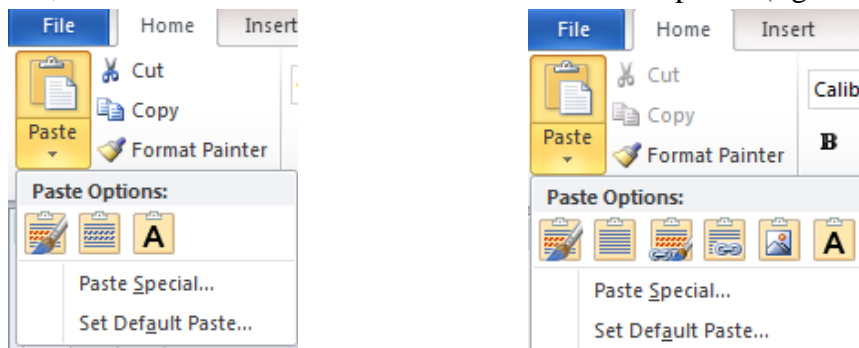 File Home Insert
Cut
Copy
Paste
Format Painter
Paste Options:
A
Paste Special...
Set Default Paste...
File Home Insert
Cut
Calib
Copy
Paste
B
Format Painter
Paste Options:
A
Paste Special...
Set Default Paste...